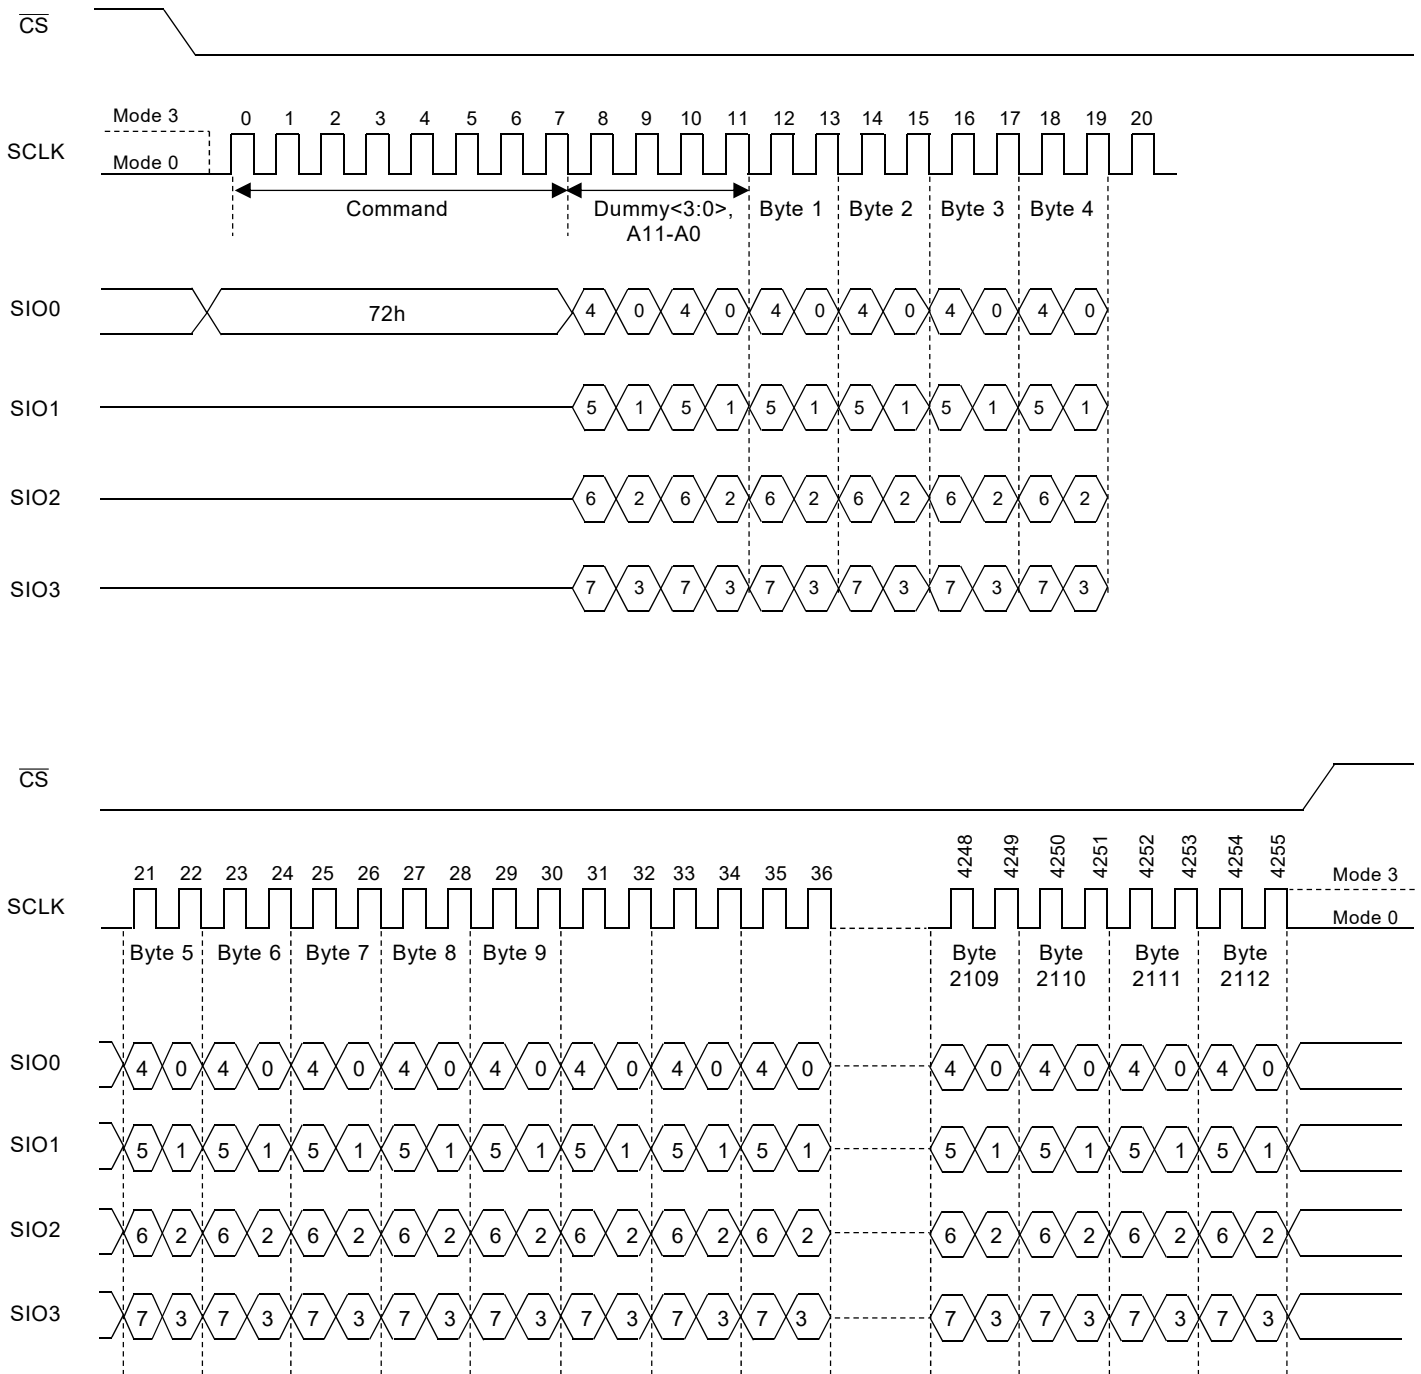 CS
Mode 3
0 1 2 3 4 5 6 7 8 9 10 11 12 13 14 15 16 17 18 19 20
SCLK
Mode 0
Command
Dummy<3:0>,
A11-A0
Byte 1 Byte 2 Byte 3 Byte 4
SIO0
72h
4 0 4 0 4 0 4 0 4 0 4 0
SIO1
5 1 5 1 5 1 5 1 5 1 5 1
SIO2
6 2 6 2 6 2 6 2 6 2 6 2
SIO3
7 3 7 3 7 3 7 3 7 3 7 3
CS
21 22 23 24 25 26 27 28 29 30 31 32 33 34 35 36
4248 4249 4250 4251 4252 4253 4254 4255
Mode 3
SCLK
Mode 0
Byte 5 Byte 6 Byte 7 Byte 8 Byte 9
Byte
2109
Byte
2110
Byte
2111
Byte
2112
SIO0
4 0 4 0 4 0 4 0 4 0 4 0 4 0 4 0
4 0 4 0 4 0 4 0
SIO1
5 1 5 1 5 1 5 1 5 1 5 1 5 1 5 1
5 1 5 1 5 1 5 1
SIO2
6 2 6 2 6 2 6 2 6 2 6 2 6 2 6 2
6 2 6 2 6 2 6 2
SIO3
7 3 7 3 7 3 7 3 7 3 7 3 7 3 7 3
7 3 7 3 7 3 7 3